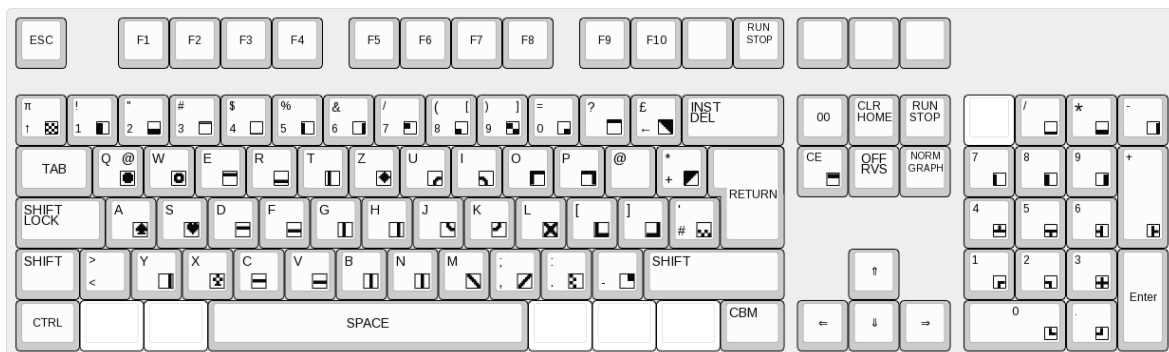 ESC F1 F2 F3 F4 F5 F6 F7 F8 F9 F10 RUN
STOP
π ! " # $ % & / ( [ ) ] = ? £ INST
DEL CLR
HOME RUN
STOP / * -
↑ 1 2 3 4 5 6 7 8 9 0 ← 00
TAB Q @ W E R T Z U I O P @ * + RETURN CE OFF
RVS NORM
GRAPH 7 8 9 +
SHIFT
LOCK A S D F G H J K L [ ] ' # 4 5 6
SHIFT > < Y X C V B N M ; , : . - SHIFT ⇑ 1 2 3 Enter
CTRL SPACE CBM ⇐ ⇓ ⇒ 0 .